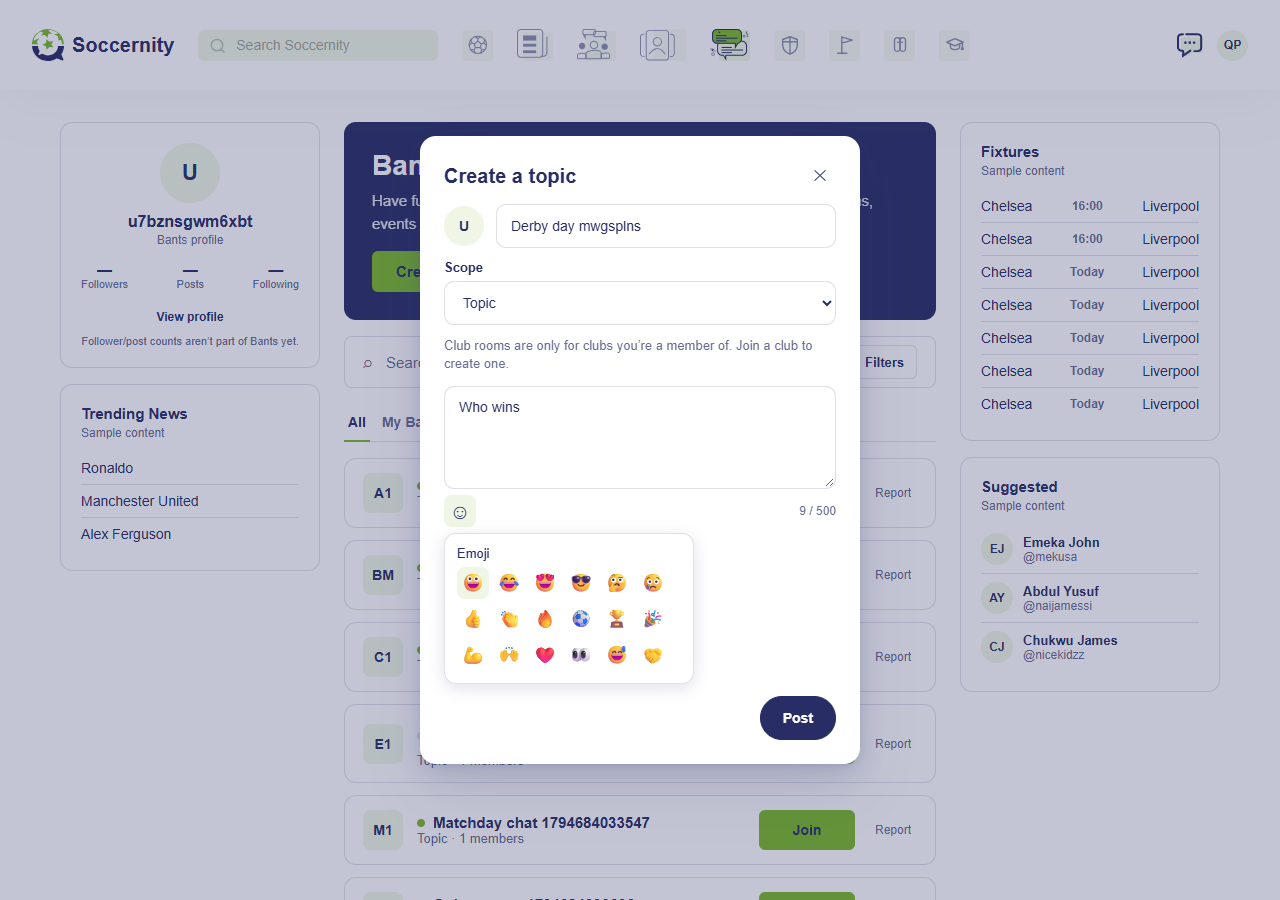 Soccernity
Search Soccernity
QP
U
u7bznsgwm6xbt
Bants profile
— — —
Followers Posts Following
View profile
Follower/post counts aren't part of Bants yet.
Trending News
Sample content
Ronaldo
Manchester United
Alex Ferguson
Have fu
events
s,
Filters
All My Ba
A1
Report
BM
Report
C1
Report
E1
Report
M1
Matchday chat 1794684033547
Topic · 1 members
Join
Report
Create a topic
U
Derby day mwgsplns
Scope
Topic
Club rooms are only for clubs you're a member of. Join a club to
create one.
Who wins
9 / 500
Emoji
Post
Fixtures
Sample content
Chelsea 16:00 Liverpool
Chelsea 16:00 Liverpool
Chelsea Today Liverpool
Chelsea Today Liverpool
Chelsea Today Liverpool
Chelsea Today Liverpool
Chelsea Today Liverpool
Suggested
Sample content
EJ
Emeka John
@mekusa
AY
Abdul Yusuf
@naijamessi
CJ
Chukwu James
@nicekidzz